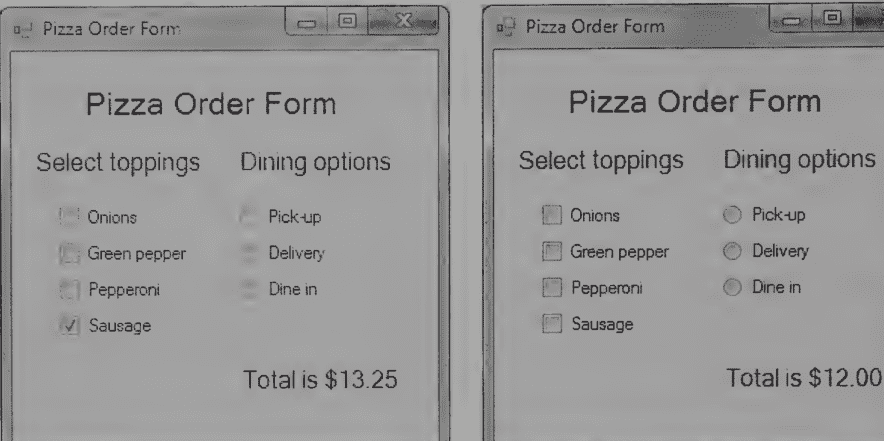 Pizza Order Form
Pizza Order Form
Select toppings Dining options
Onions Pick-up
Green pepper Delivery
Pepperoni Dine in
Sausage
Total is $13.25
Pizza Order Form
Pizza Order Form
Select toppings Dining options
Onions Pick-up
Green pepper Delivery
Pepperoni Dine in
Sausage
Total is $12.00